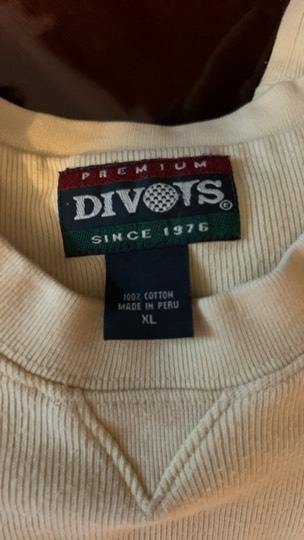 PREMIUM
DIVOTS®
SINCE 1976
100% COTTON
MADE IN PERU
XL